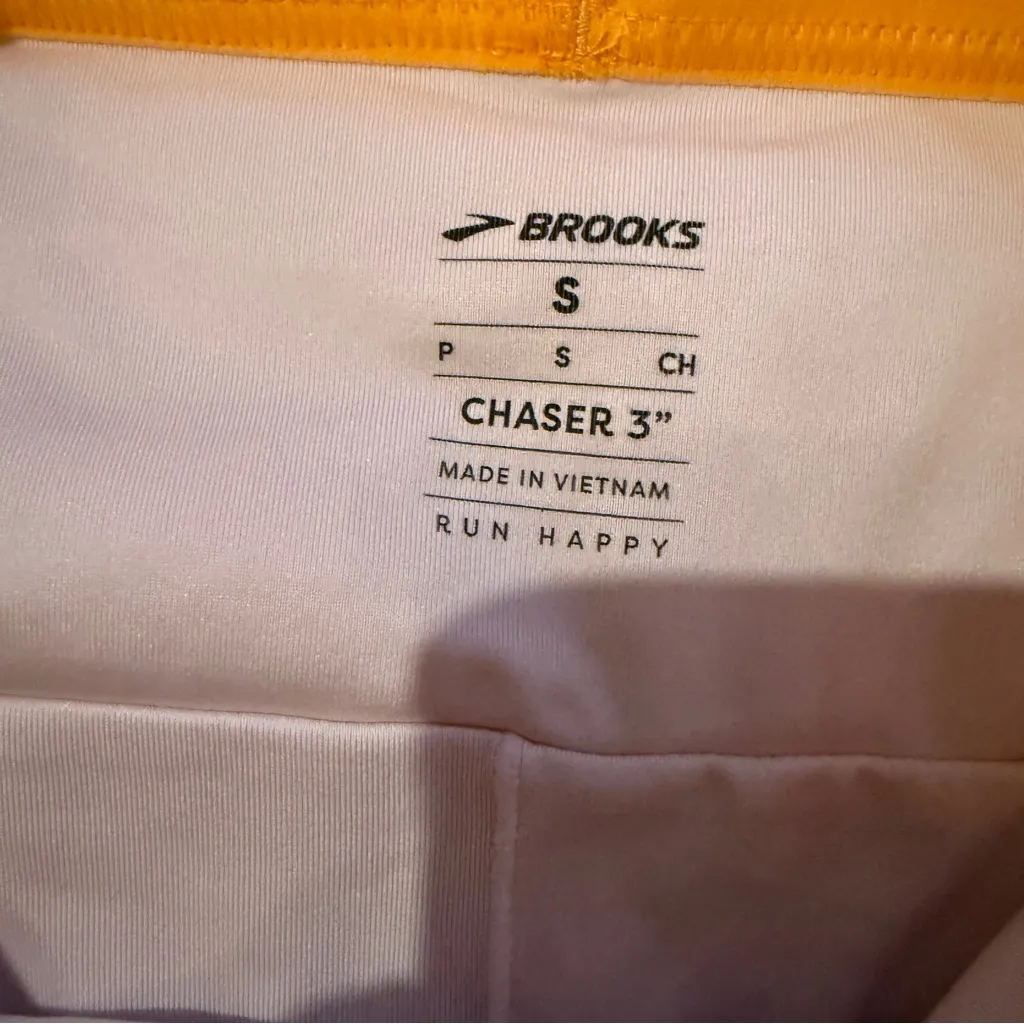 BROOKS
S
P S CH
CHASER 3”
MADE IN VIETNAM
RUN HAPPY